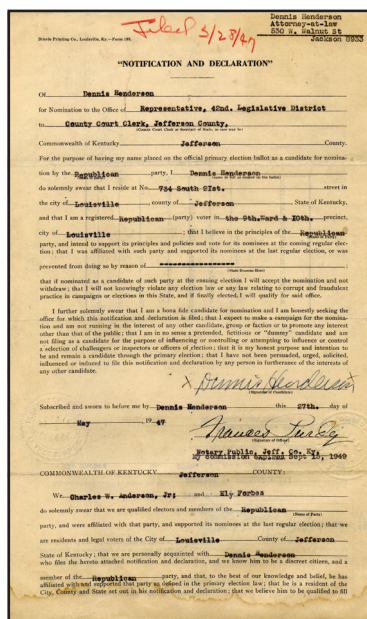 Dennis Henderson
Attorney-at-law
530 W. Walnut St
Jackson 8933
Filed 5/28/47
Dixie Printing Co., Louisville, Ky.—Form 199.
"NOTIFICATION AND DECLARATION"
Of Dennis Henderson
for Nomination to the Office of Representative, 42nd. Legislative District
to County Court Clerk, Jefferson County,
(County Court Clerk or Secretary of State, as case may be)
Commonwealth of Kentucky Jefferson County.
For the purpose of having my name placed on the official primary election ballot as a candidate for nomina-
tion by the Republican party, I Dennis Henderson
do solemnly swear that I reside at No. 734 South 21st. street in
the city of Louisville county of Jefferson, State of Kentucky,
and that I am a registered Republican (party) voter in the 9th.Ward & 10th. precinct,
city of Louisville; that I believe in the principles of the Republican
(Name of Party)
party, and intend to support its principles and policies and vote for its nominees at the coming regular elec-
tion; that I was affiliated with such party and supported its nominees at the last regular election, or was
prevented from doing so by reason of
(State Reasons Here)
that if nominated as a candidate of such party at the ensuing election I will accept the nomination and not
withdraw; that I will not knowingly violate any election law or any law relating to corrupt and fraudulent
practice in campaigns or elections in this State, and if finally elected, I will qualify for said office.
I further solemnly swear that I am a bona fide candidate for nomination and I am honestly seeking the
office for which this notification and declaration is filed; that I expect to make a campaign for the nomina-
tion and am not running in the interest of any other candidate, group or faction or to promote any interest
other than that of the public; that I am in no sense a pretended, fictitious or "dummy" candidate and am
not filing as a candidate for the purpose of influencing or controlling or attempting to influence or control
a selection of challengers or inspectors or officers of election; that it is my honest purpose and intention to
be and remain a candidate through the primary election; that I have not been persuaded, urged, solicited,
influenced or induced to file this notification and declaration by any person in furtherance of the interests of
any other candidate.
X Dennis Henderson
(Signature of Candidate)
Subscribed and sworn to before me by Dennis Henderson this 27th. day of
May, 1947
Frances
(Signature of Officer)
Notary Public, Jeff. Co. Ky.
My commission expires Sept 15, 1949
COMMONWEALTH OF KENTUCKY Jefferson COUNTY:
We, Charles W. Anderson, Jr; and Ely Forbes
do solemnly swear that we are qualified electors and members of the Republican
(Name of Party)
party, and were affiliated with that party, and supported its nominees at the last regular election; that we
are residents and legal voters of the City of Louisville County of Jefferson
State of Kentucky; that we are personally acquainted with Dennis Henderson
who files the hereto attached notification and declaration, and we know him to be a discreet citizen, and a
member of the Republican party, and that, to the best of our knowledge and belief, he has
affiliated with and supported that party as defined in the primary election law; that he is a resident of the
City, County and State set out in his notification and declaration; that we believe him to be qualified to fill